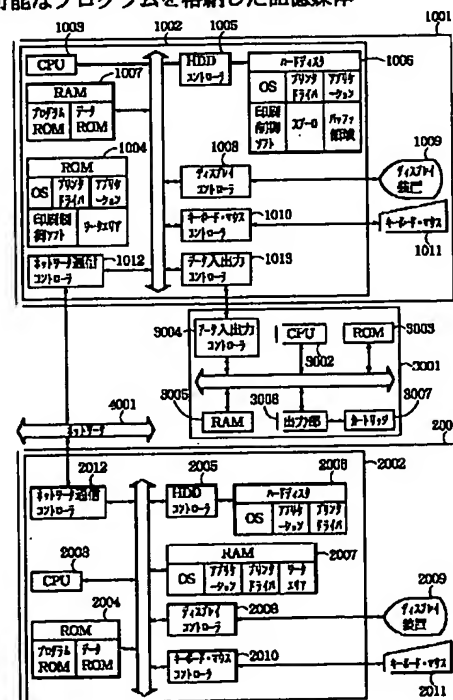 可能なプログラムを格納した記憶媒体
1001
1003
1002
1005
CPU
HDD
コントローラ
1006
ハードディスク
OS
プリンタ
ドライバ
アプリケ
ーション
印刷
制御
ソフト
スプーラ
バッファ
領域
1007
RAM
プログラム
ROM
データ
ROM
1004
ROM
OS
プリンタ
ドライバ
アプリケ
ーション
印刷制
御ソフト
ワークエリア
1008
ディスプレイ
コントローラ
1009
ディスプレイ
装置
1010
キーボード・マウス
コントローラ
1011
キーボード・マウス
1012
ネットワーク通信
コントローラ
1013
データ入出力
コントローラ
3004
データ入出力
コントローラ
CPU
3002
ROM
3003
3001
3005
RAM
3006
出力部
カートリッジ
3007
4001
ネットワーク
200
2012
ネットワーク通信
コントローラ
2005
HDD
コントローラ
2006
ハードディスク
OS
アプリケ
ーション
プリンタ
ドライバ
2002
2003
CPU
RAM
2007
OS
アプリケ
ーション
プリンタ
ドライバ
ワーク
エリア
2004
ROM
プログラム
ROM
データ
ROM
2008
ディスプレイ
コントローラ
2009
ディスプレイ
装置
2010
キーボード・マウス
コントローラ
2011
キーボード・マウス